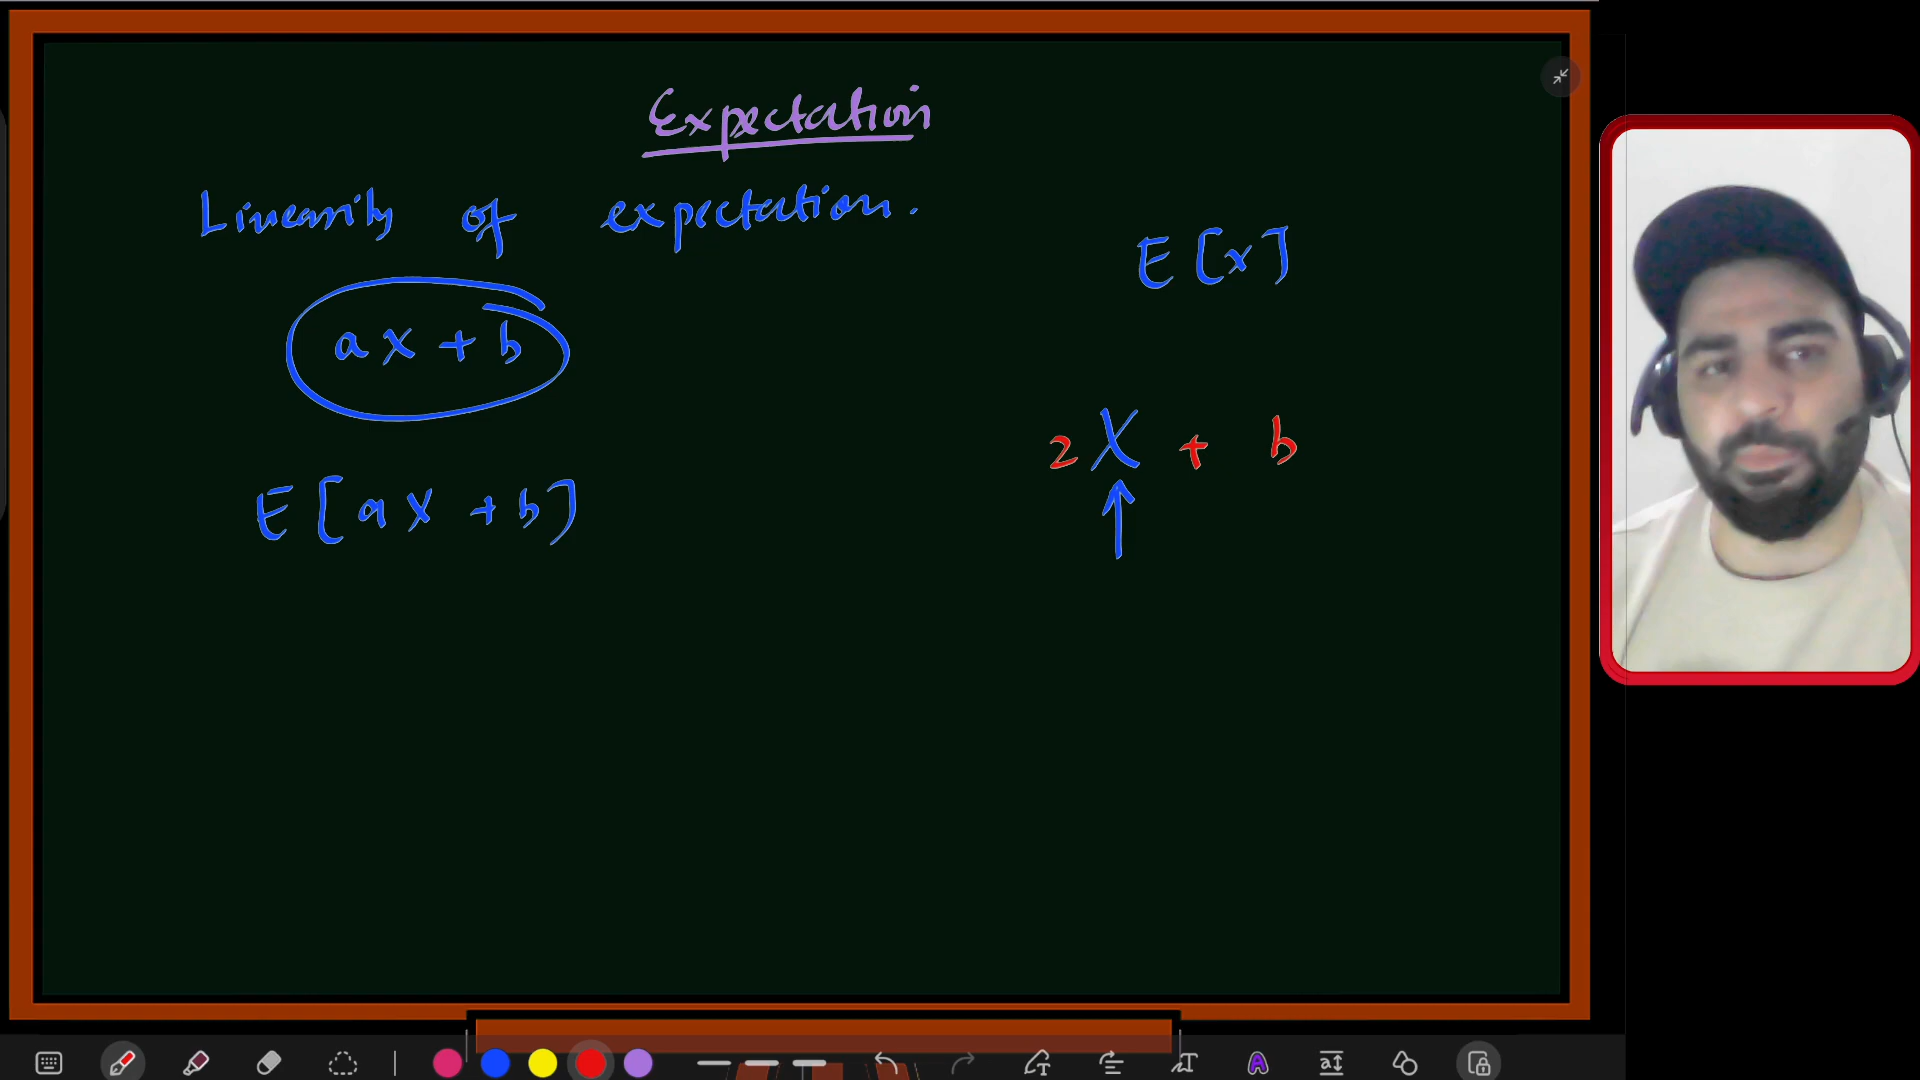 Expectation
Linearity of expectation.
E[x]
ax + b
2X + b
E[ax + b]